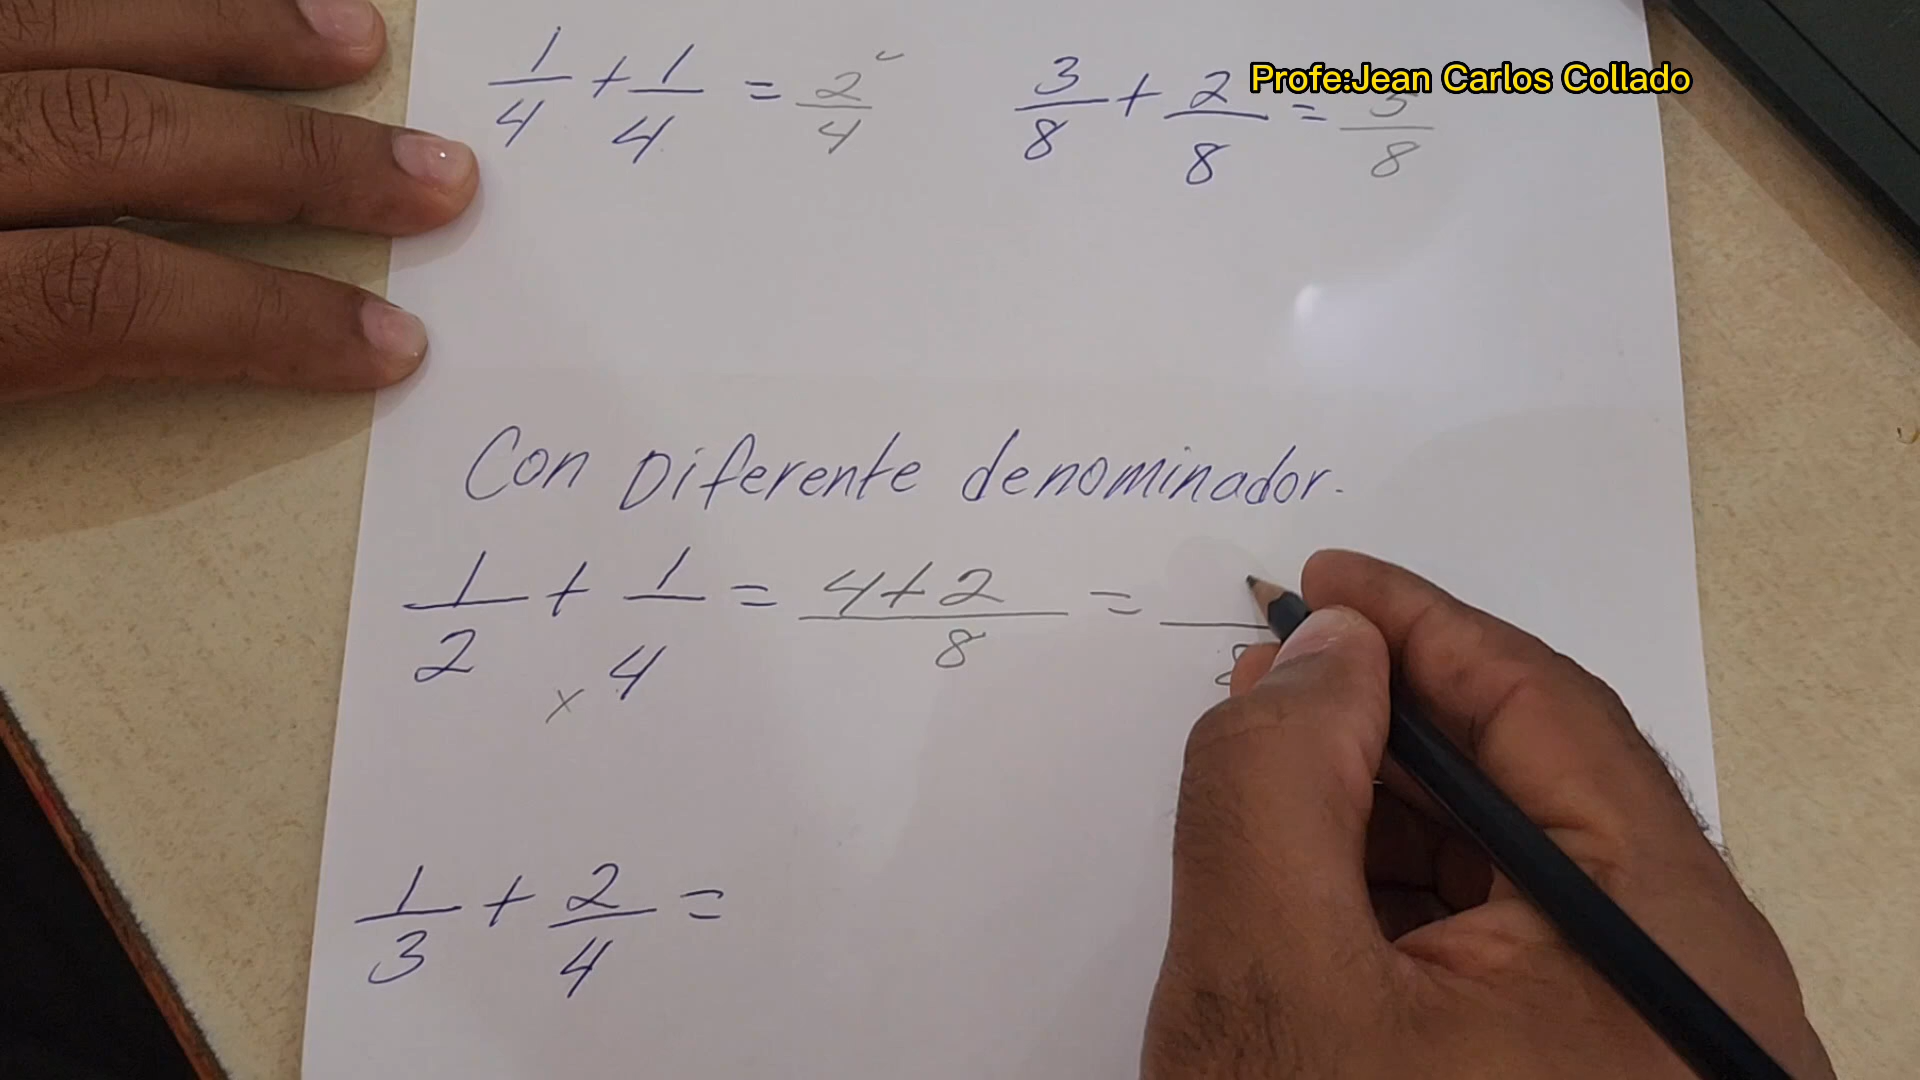 1/4 + 1/4 = 2/4
3/8 + 2/8 = 5/8
Profe:Jean Carlos Collado
Con Diferente denominador.
1/2 + 1/4 = 4+2/8 = /8
x
1/3 + 2/4 =